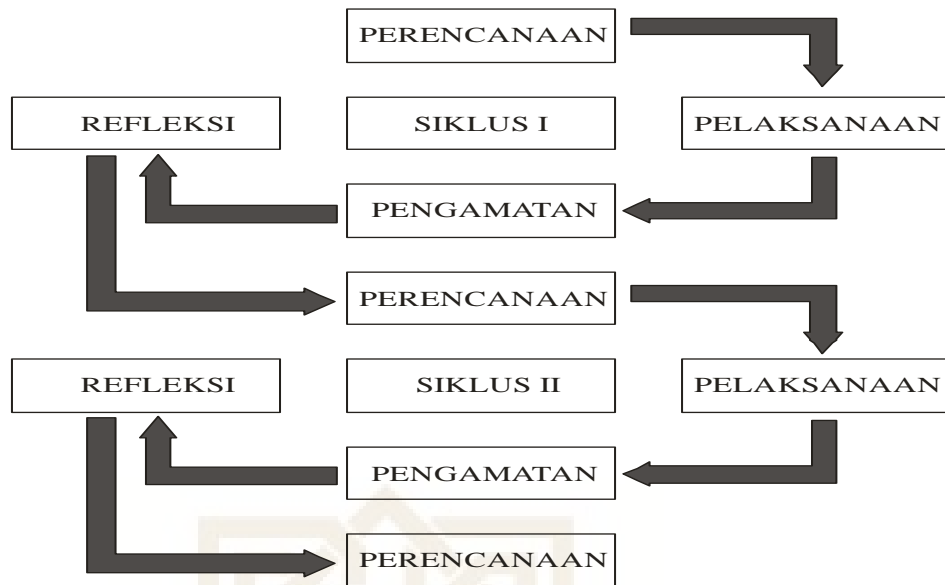 PERENCANAAN
REFLEKSI
SIKLUS I
PELAKSANAAN
PENGAMATAN
PERENCANAAN
REFLEKSI
SIKLUS II
PELAKSANAAN
PENGAMATAN
PERENCANAAN